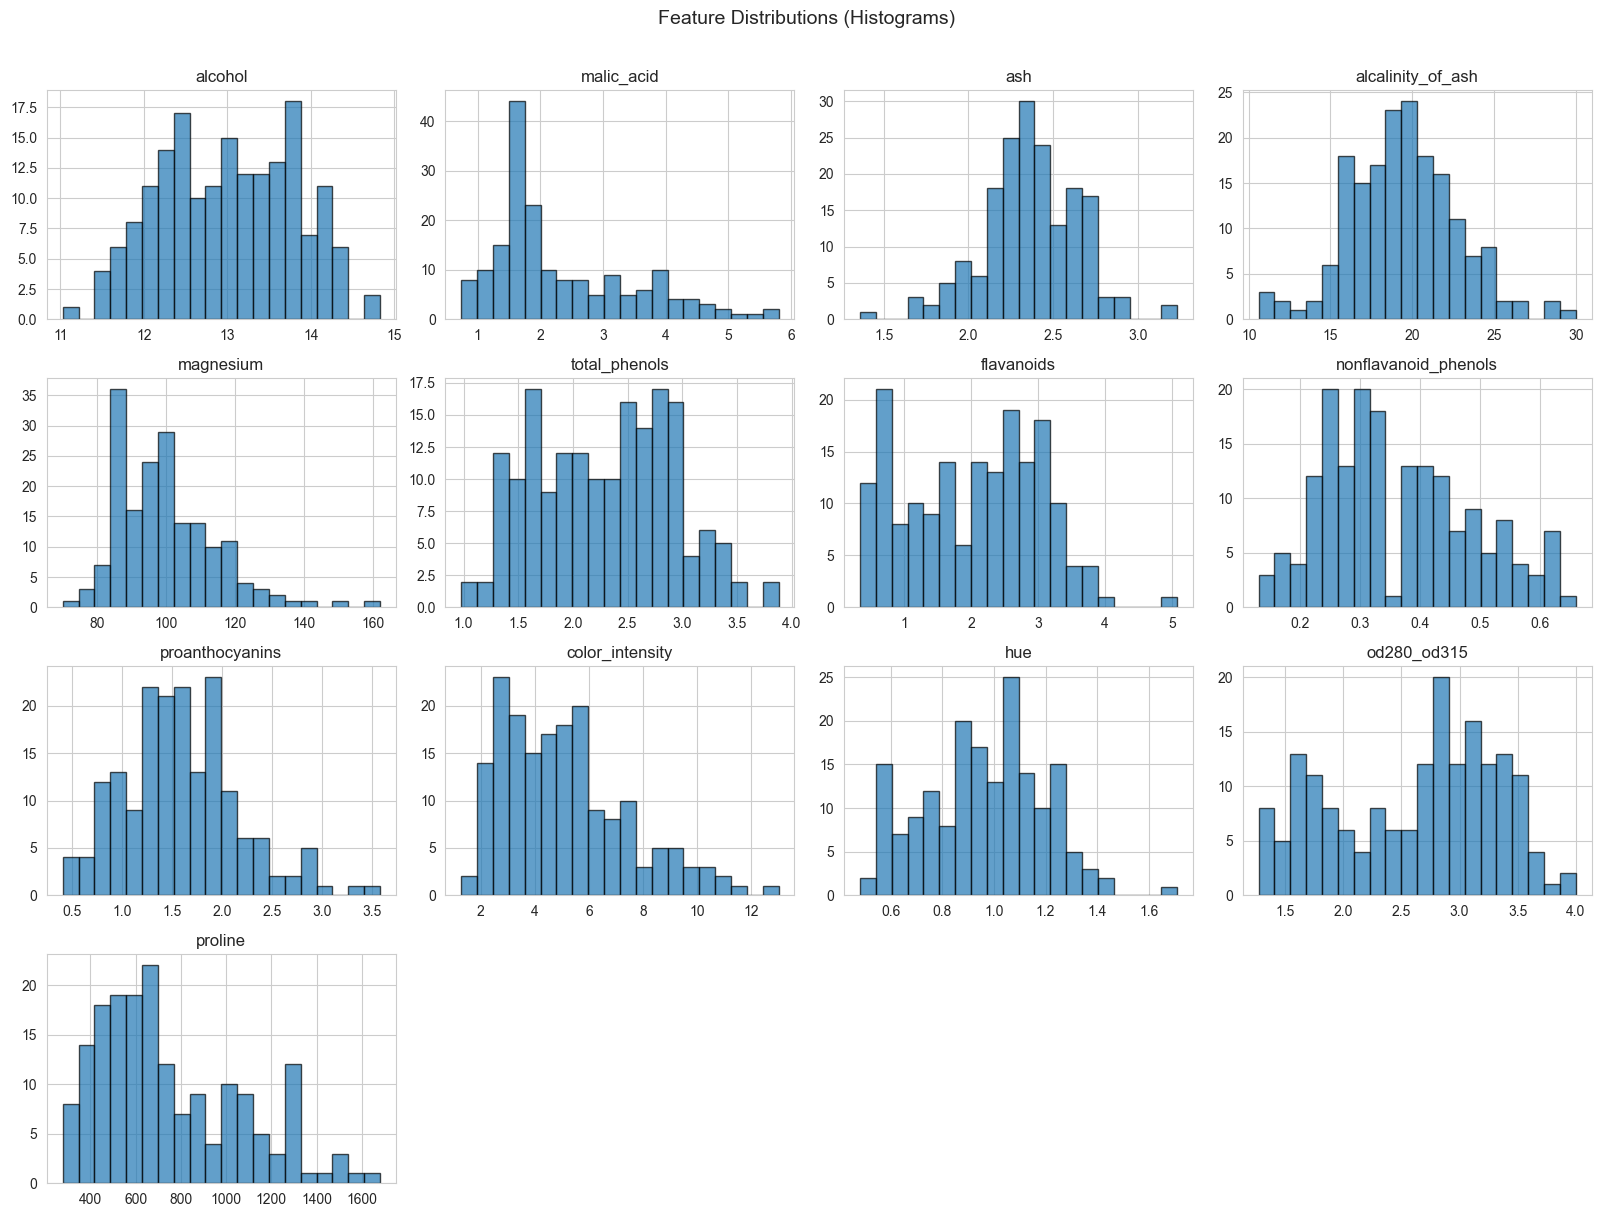 Feature Distributions (Histograms)
alcohol
17.5
15.0
12.5
10.0
7.5
5.0
2.5
0.0
11 12 13 14 15
malic_acid
40
30
20
10
0
1 2 3 4 5 6
ash
30
25
20
15
10
5
0
1.5 2.0 2.5 3.0
alcalinity_of_ash
25
20
15
10
5
0
10 15 20 25 30
magnesium
35
30
25
20
15
10
5
0
80 100 120 140 160
total_phenols
17.5
15.0
12.5
10.0
7.5
5.0
2.5
0.0
1.0 1.5 2.0 2.5 3.0 3.5 4.0
flavanoids
20
15
10
5
0
1 2 3 4 5
nonflavanoid_phenols
20
15
10
5
0
0.2 0.3 0.4 0.5 0.6
proanthocyanins
20
15
10
5
0
0.5 1.0 1.5 2.0 2.5 3.0 3.5
color_intensity
20
15
10
5
0
2 4 6 8 10 12
hue
25
20
15
10
5
0
0.6 0.8 1.0 1.2 1.4 1.6
od280_od315
20
15
10
5
0
1.5 2.0 2.5 3.0 3.5 4.0
proline
20
15
10
5
0
400 600 800 1000 1200 1400 1600